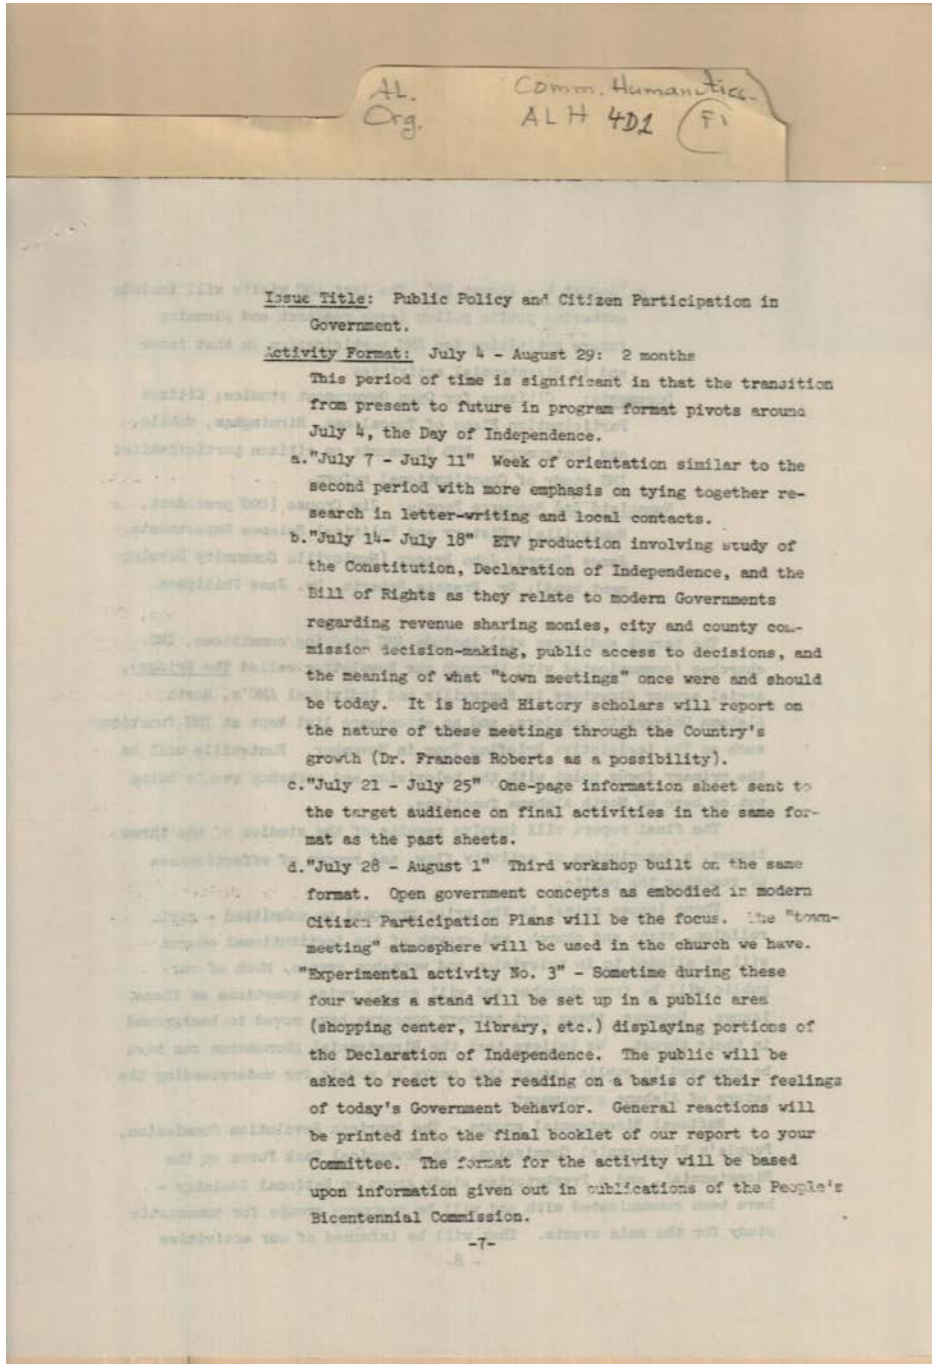 AL. Comm. Humanities.
Org. ALH 4D1 F1
Issue Title: Public Policy and Citizen Participation in
Government.
Activity Format: July 4 - August 29: 2 months
This period of time is significant in that the transition
from present to future in program format pivots around
July 4, the Day of Independence.
a."July 7 - July 11" Week of orientation similar to the
second period with more emphasis on tying together re-
search in letter-writing and local contacts.
b."July 14- July 18" ETV production involving study of
the Constitution, Declaration of Independence, and the
Bill of Rights as they relate to modern Governments
regarding revenue sharing monies, city and county com-
mission decision-making, public access to decisions, and
the meaning of what "town meetings" once were and should
be today. It is hoped History scholars will report on
the nature of these meetings through the Country's
growth (Dr. Frances Roberts as a possibility).
c."July 21 - July 25" One-page information sheet sent to
the target audience on final activities in the same for-
mat as the past sheets.
d."July 28 - August 1" Third workshop built on the same
format. Open government concepts as embodied in modern
Citizen Participation Plans will be the focus. The "town-
meeting" atmosphere will be used in the church we have.
"Experimental activity No. 3" - Sometime during these
four weeks a stand will be set up in a public area
(shopping center, library, etc.) displaying portions of
the Declaration of Independence. The public will be
asked to react to the reading on a basis of their feelings
of today's Government behavior. General reactions will
be printed into the final booklet of our report to your
Committee. The format for the activity will be based
upon information given out in publications of the People's
Bicentennial Commission.
-7-